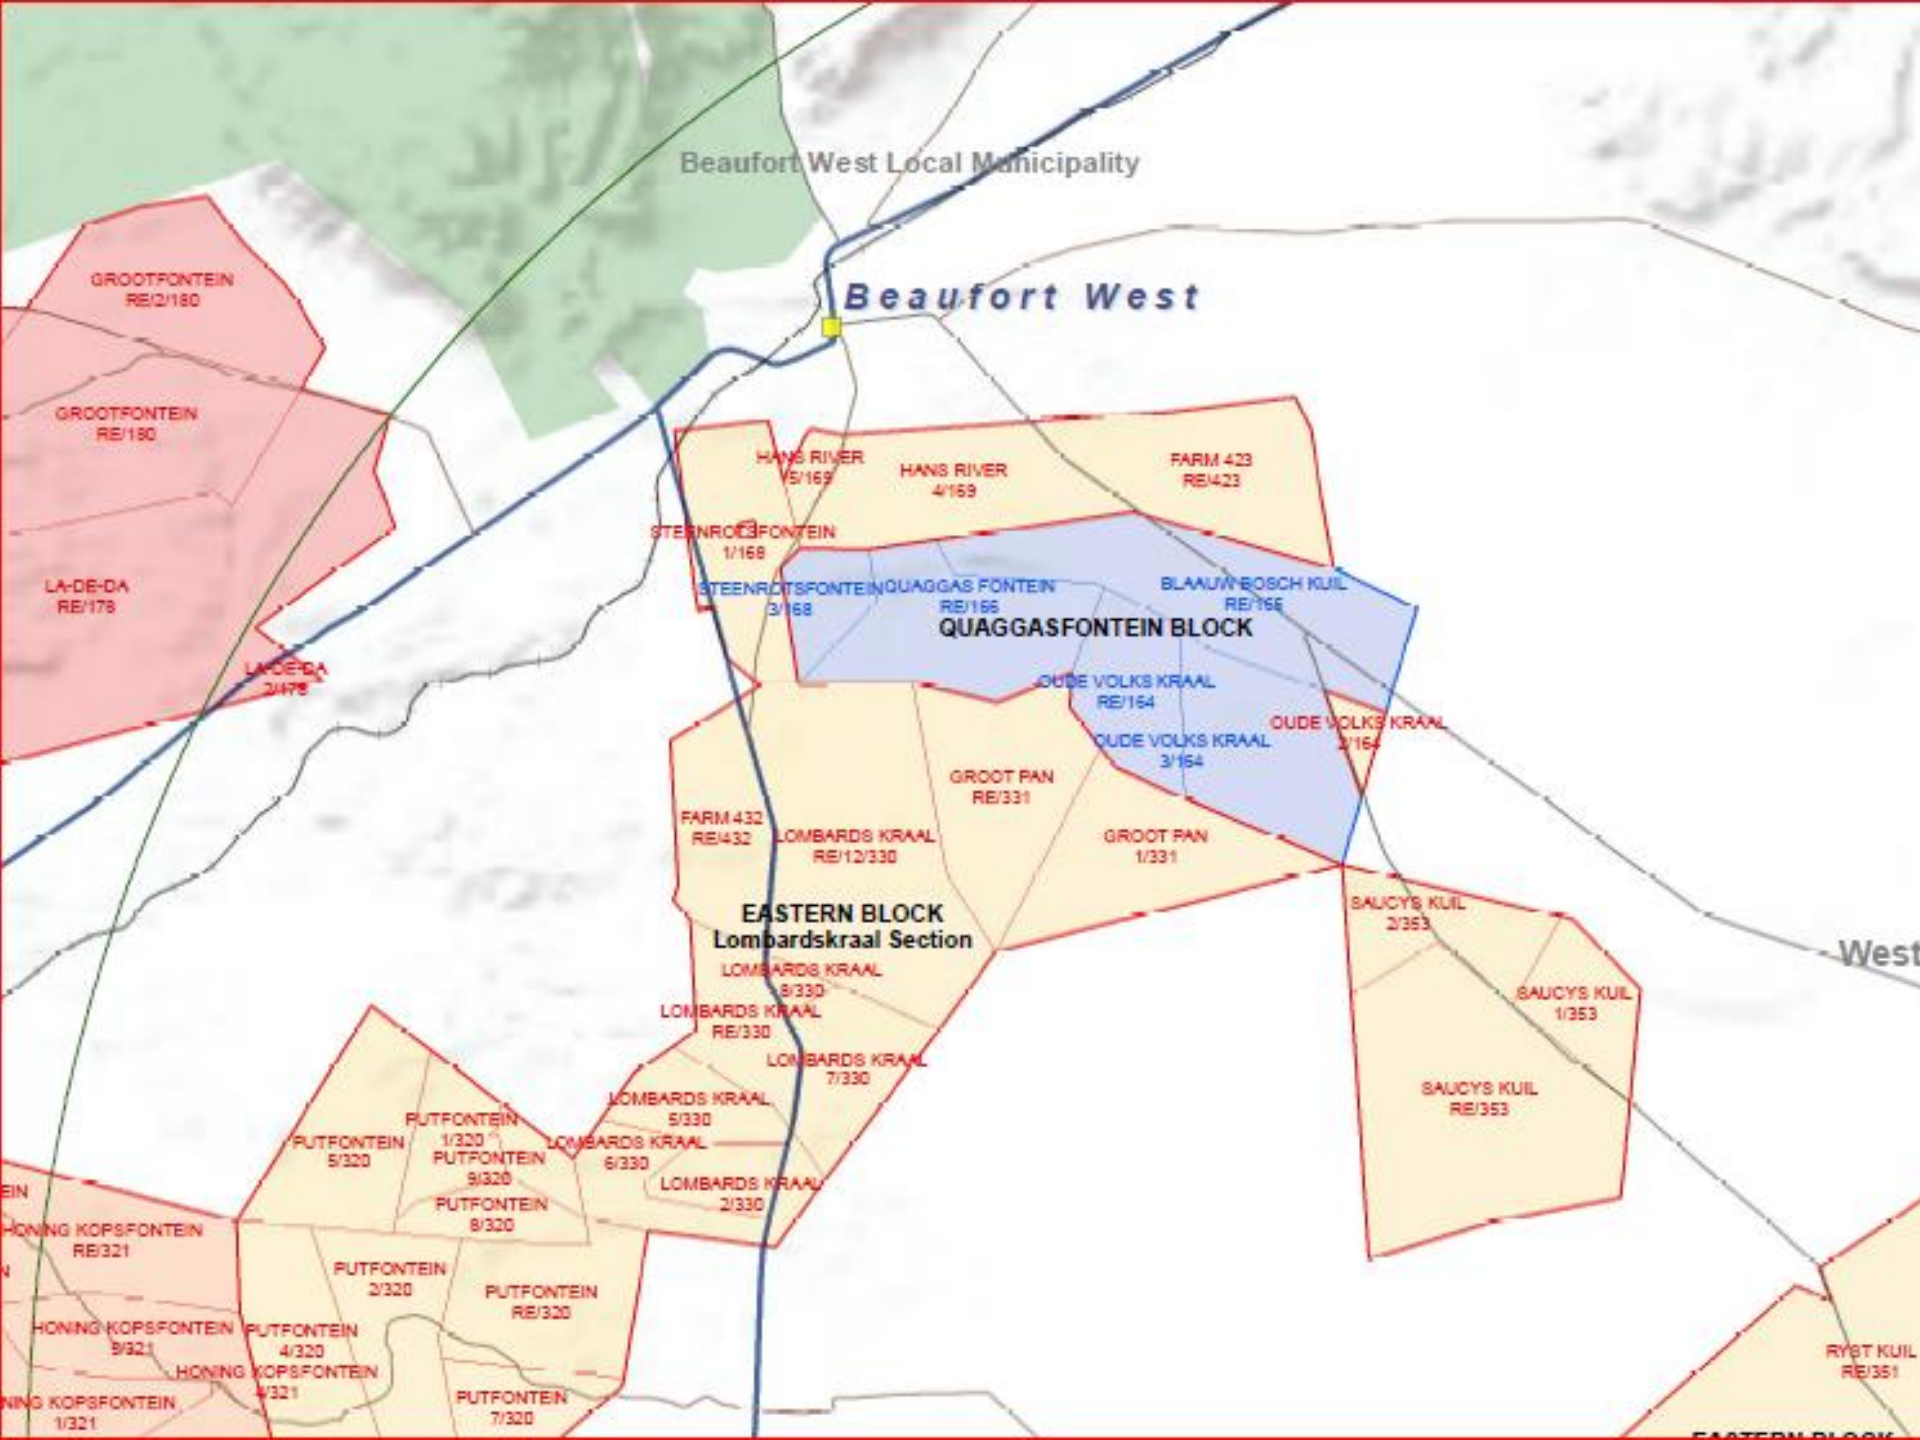 Beaufort West Local Municipality
GROOTFONTEIN
RE/2/180
Beaufort West
GROOTFONTEIN
RE/180
HANS RIVER
5/169
HANS RIVER
4/169
FARM 423
RE/423
STEENROTSFONTEIN
1/168
LA-DE-DA
RE/178
STEENROTSFONTEIN
3/168
QUAGGAS FONTEIN
RE/166
BLAAUW BOSCH KUIL
RE/165
QUAGGASFONTEIN BLOCK
LA-DE-DA
2/178
OUDE VOLKS KRAAL
RE/164
OUDE VOLKS KRAAL
2/164
OUDE VOLKS KRAAL
3/164
GROOT PAN
RE/331
FARM 432
RE/432
LOMBARDS KRAAL
RE/12/330
GROOT PAN
1/331
EASTERN BLOCK
Lombardskraal Section
SAUCYS KUIL
2/353
West
LOMBARDS KRAAL
8/330
SAUCYS KUIL
1/353
LOMBARDS KRAAL
RE/330
LOMBARDS KRAAL
7/330
SAUCYS KUIL
RE/353
LOMBARDS KRAAL
5/330
PUTFONTEIN
1/320
PUTFONTEIN
5/320
LOMBARDS KRAAL
6/330
PUTFONTEIN
9/320
LOMBARDS KRAAL
2/330
PUTFONTEIN
8/320
EIN
HONING KOPSFONTEIN
RE/321
N
PUTFONTEIN
2/320
PUTFONTEIN
RE/320
HONING KOPSFONTEIN
9/321
PUTFONTEIN
4/320
HONING KOPSFONTEIN
4/321
RYST KUIL
RE/351
NING KOPSFONTEIN
1/321
PUTFONTEIN
7/320
EASTERN BLOCK